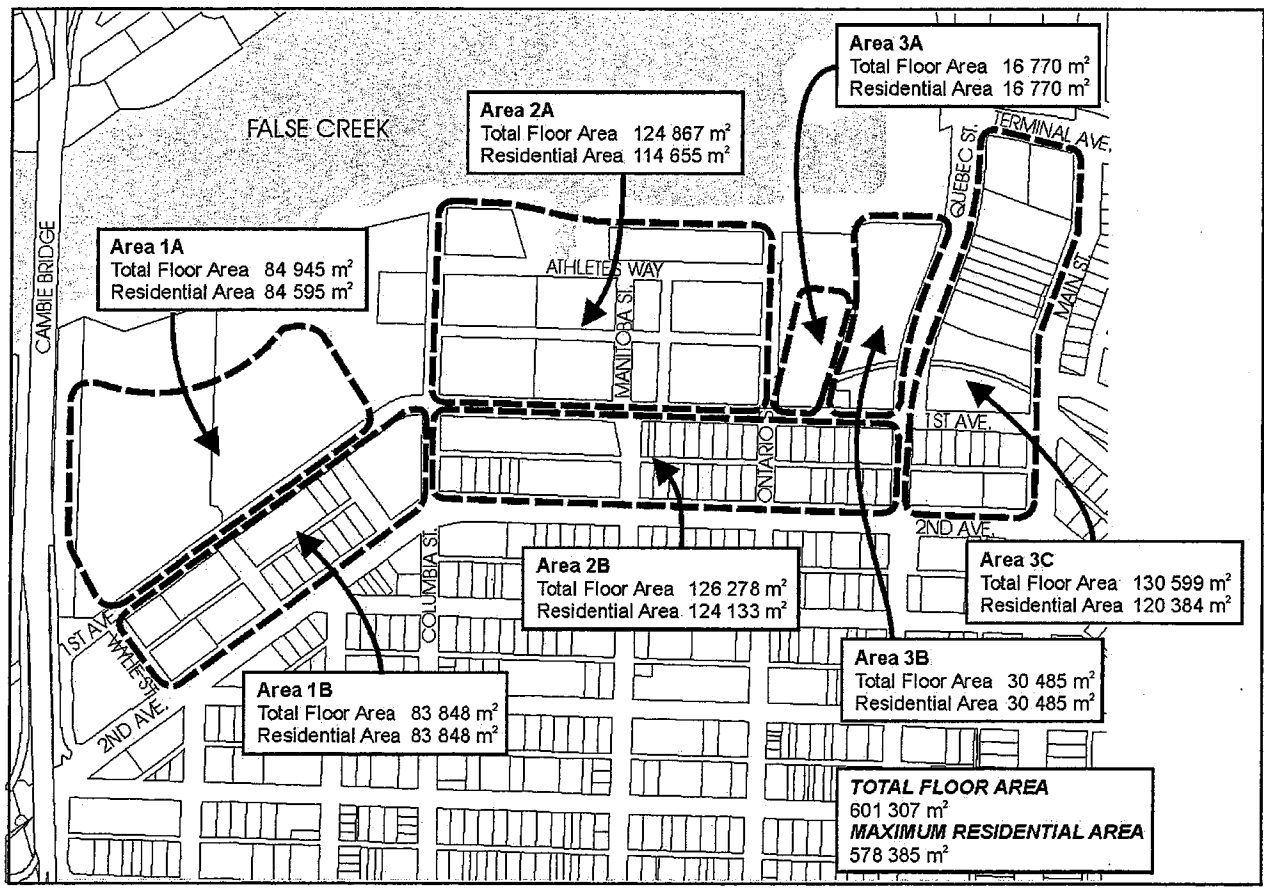 Area 3A
Total Floor Area 16 770 m²
Residential Area 16 770 m²
Area 2A
Total Floor Area 124 867 m²
Residential Area 114 655 m²
FALSE CREEK
TERMINAL AVE.
QUEBEC ST.
CAMBIE BRIDGE
Area 1A
Total Floor Area 84 945 m²
Residential Area 84 595 m²
ATHLETES WAY
MANITOBA ST.
MAIN ST.
1ST AVE.
ONTARIO S
2ND AVE.
COLUMBIA ST.
Area 2B
Total Floor Area 126 278 m²
Residential Area 124 133 m²
Area 3C
Total Floor Area 130 599 m²
Residential Area 120 384 m²
1ST AVE
WYLIE ST.
2ND AVE.
Area 1B
Total Floor Area 83 848 m²
Residential Area 83 848 m²
Area 3B
Total Floor Area 30 485 m²
Residential Area 30 485 m²
TOTAL FLOOR AREA
601 307 m²
MAXIMUM RESIDENTIAL AREA
578 385 m²